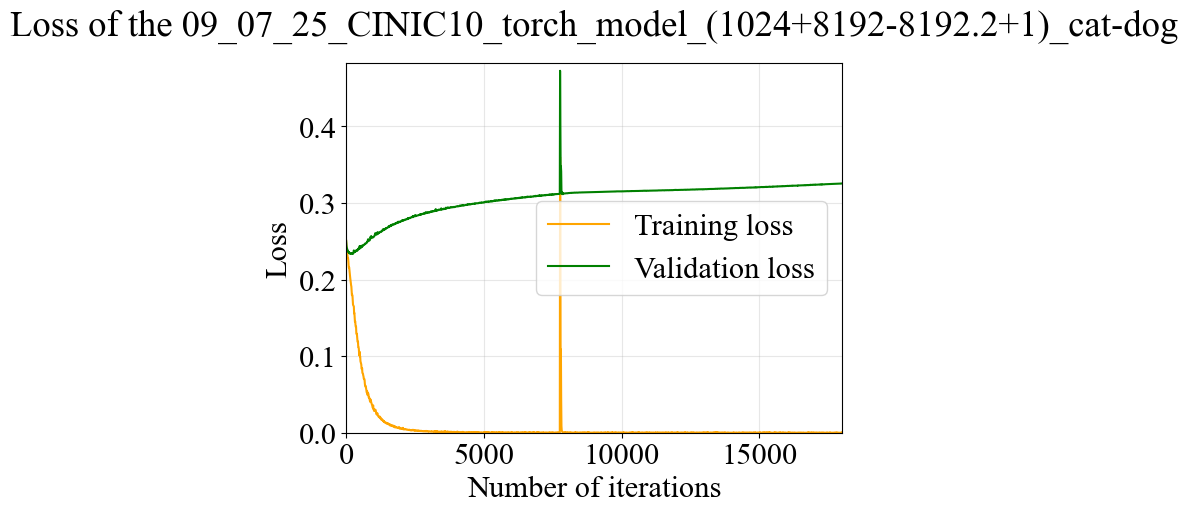 Loss of the 09_07_25_CINIC10_torch_model_(1024+8192-8192.2+1)_cat-dog
0.4
0.3
0.2
0.1
0.0
Loss
Training loss
Validation loss
0 5000 10000 15000
Number of iterations